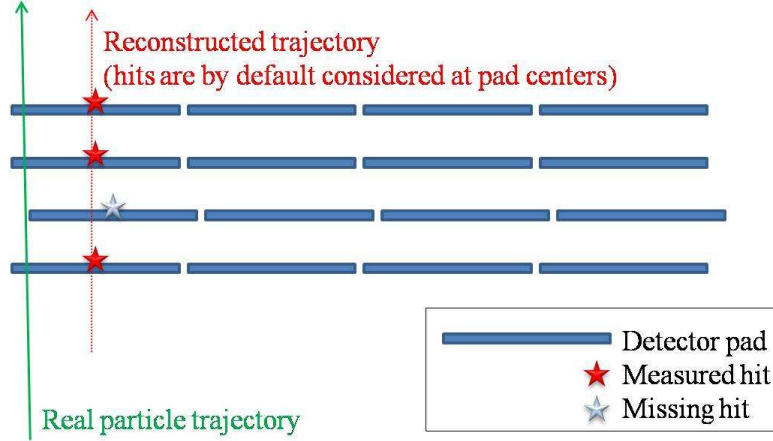 Reconstructed trajectory
(hits are by default considered at pad centers)
Detector pad
Measured hit
Missing hit
Real particle trajectory